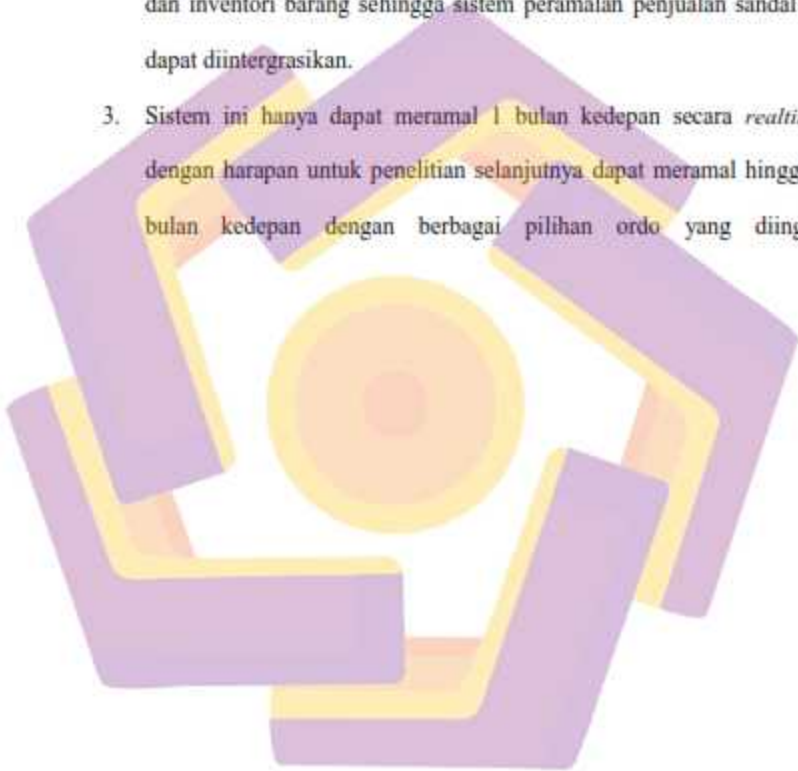 dan inventori barang sehingga sistem peramalan penjualan sandal
dapat diintergrasikan.
3. Sistem ini hanya dapat meramal 1 bulan kedepan secara
dengan harapan untuk penelitian selanjutnya dapat meramal
bulan kedepan dengan berbagai pilihan ordo yang